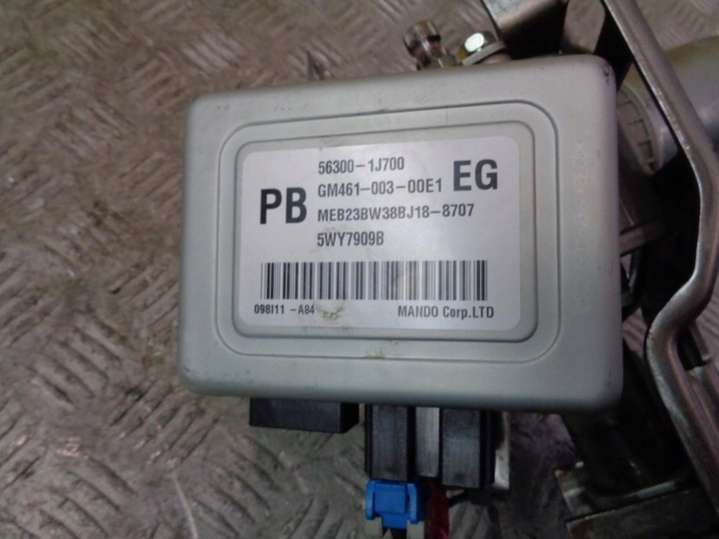 56300-1J700
PB GM461-003-00E1 EG
MEB23BW38BJ18-8707
5WY7909B
098I11 -A84 MANDO Corp.LTD